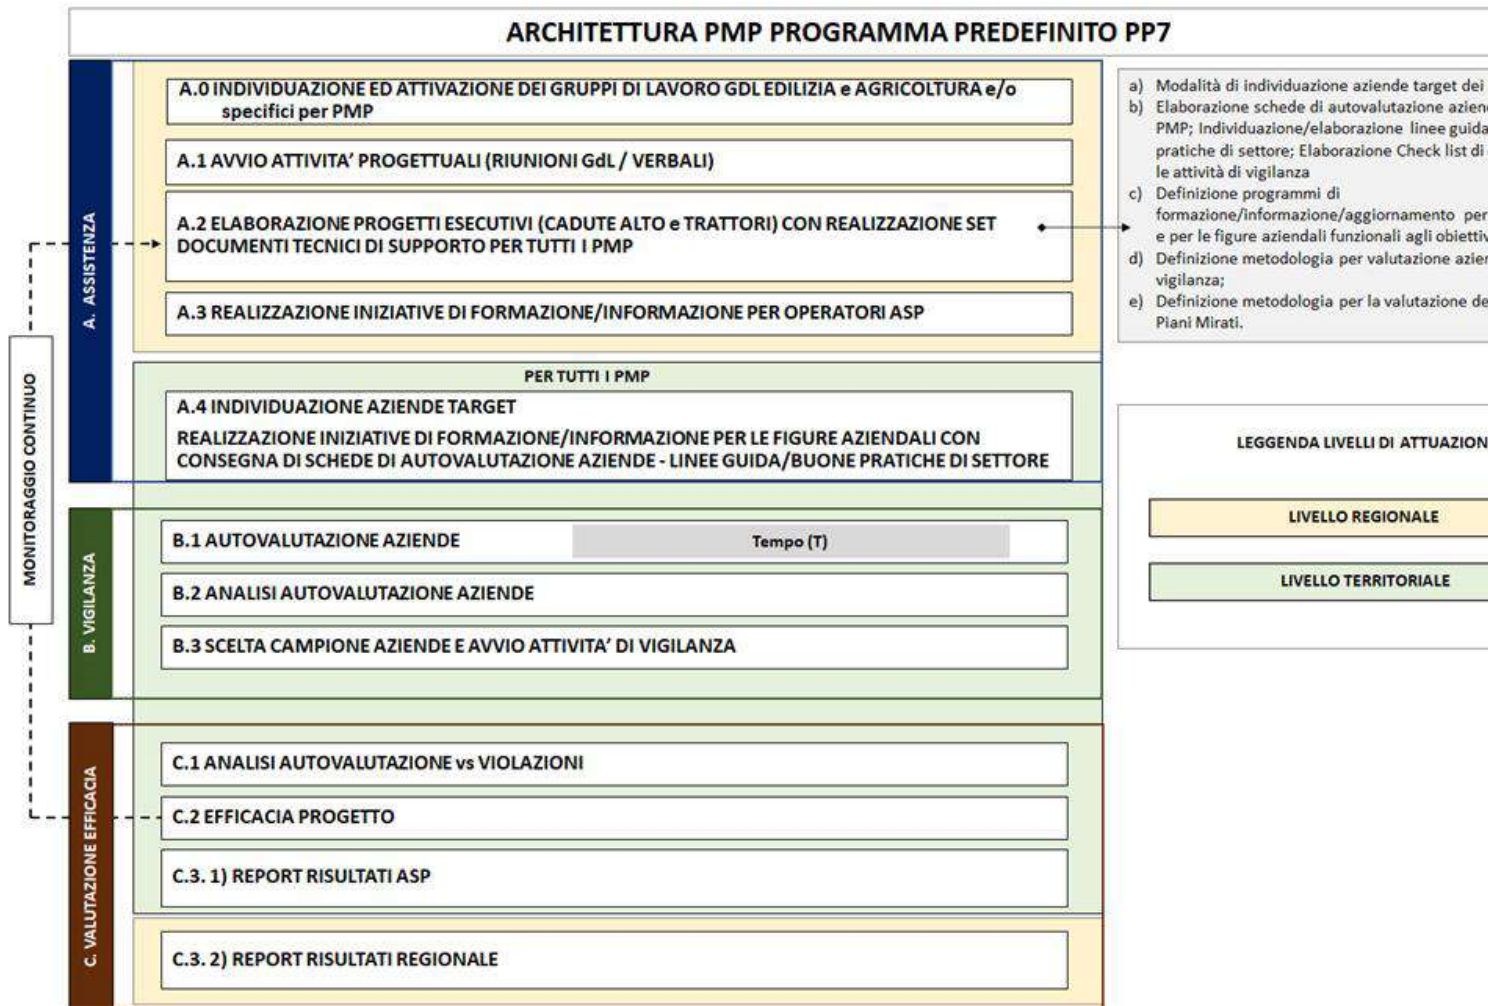 ARCHITETTURA PMP PROGRAMMA PREDEFINITO PP7
A. ASSISTENZA
A.0 INDIVIDUAZIONE ED ATTIVAZIONE DEI GRUPPI DI LAVORO GDL EDILIZIA e AGRICOLTURA e/o
specifici per PMP
A.1 AVVIO ATTIVITA' PROGETTUALI (RIUNIONI GdL / VERBALI)
A.2 ELABORAZIONE PROGETTI ESECUTIVI (CADUTE ALTO e TRATTORI) CON REALIZZAZIONE SET
DOCUMENTI TECNICI DI SUPPORTO PER TUTTI I PMP
A.3 REALIZZAZIONE INIZIATIVE DI FORMAZIONE/INFORMAZIONE PER OPERATORI ASP
PER TUTTI I PMP
A.4 INDIVIDUAZIONE AZIENDE TARGET
REALIZZAZIONE INIZIATIVE DI FORMAZIONE/INFORMAZIONE PER LE FIGURE AZIENDALI CON
CONSEGNA DI SCHEDE DI AUTOVALUTAZIONE AZIENDE - LINEE GUIDA/BUONE PRATICHE DI SETTORE
MONITORAGGIO CONTINUO
B. VIGILANZA
B.1 AUTOVALUTAZIONE AZIENDE
Tempo (T)
B.2 ANALISI AUTOVALUTAZIONE AZIENDE
B.3 SCELTA CAMPIONE AZIENDE E AVVIO ATTIVITA' DI VIGILANZA
C. VALUTAZIONE EFFICACIA
C.1 ANALISI AUTOVALUTAZIONE vs VIOLAZIONI
C.2 EFFICACIA PROGETTO
C.3. 1) REPORT RISULTATI ASP
C.3. 2) REPORT RISULTATI REGIONALE
a) Modalità di individuazione aziende target dei
b) Elaborazione schede di autovalutazione
PMP; Individuazione/elaborazione linee guida
pratiche di settore; Elaborazione Check list di
le attività di vigilanza
c) Definizione programmi di
formazione/informazione/aggiornamento per
e per le figure aziendali funzionali agli
d) Definizione metodologia per valutazione
vigilanza;
e) Definizione metodologia per la valutazione
Piani Mirati.
LEGGENDA LIVELLI DI
LIVELLO REGIONALE
LIVELLO TERRITORIALE